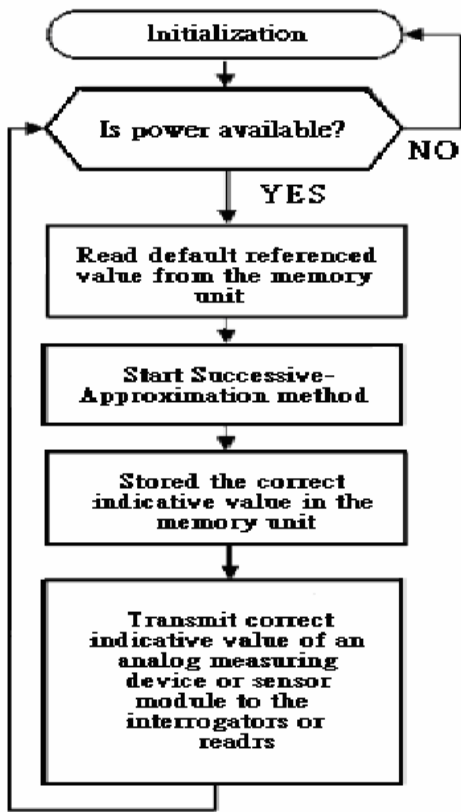 Initialization
Is power available?
NO
YES
Read default referenced
value from the memory
unit
Start Successive-
Approximation method
Stored the correct
indicative value in the
memory unit
Transmit correct
indicative value of an
analog measuring
device or sensor
module to the
interrogators or
readrs